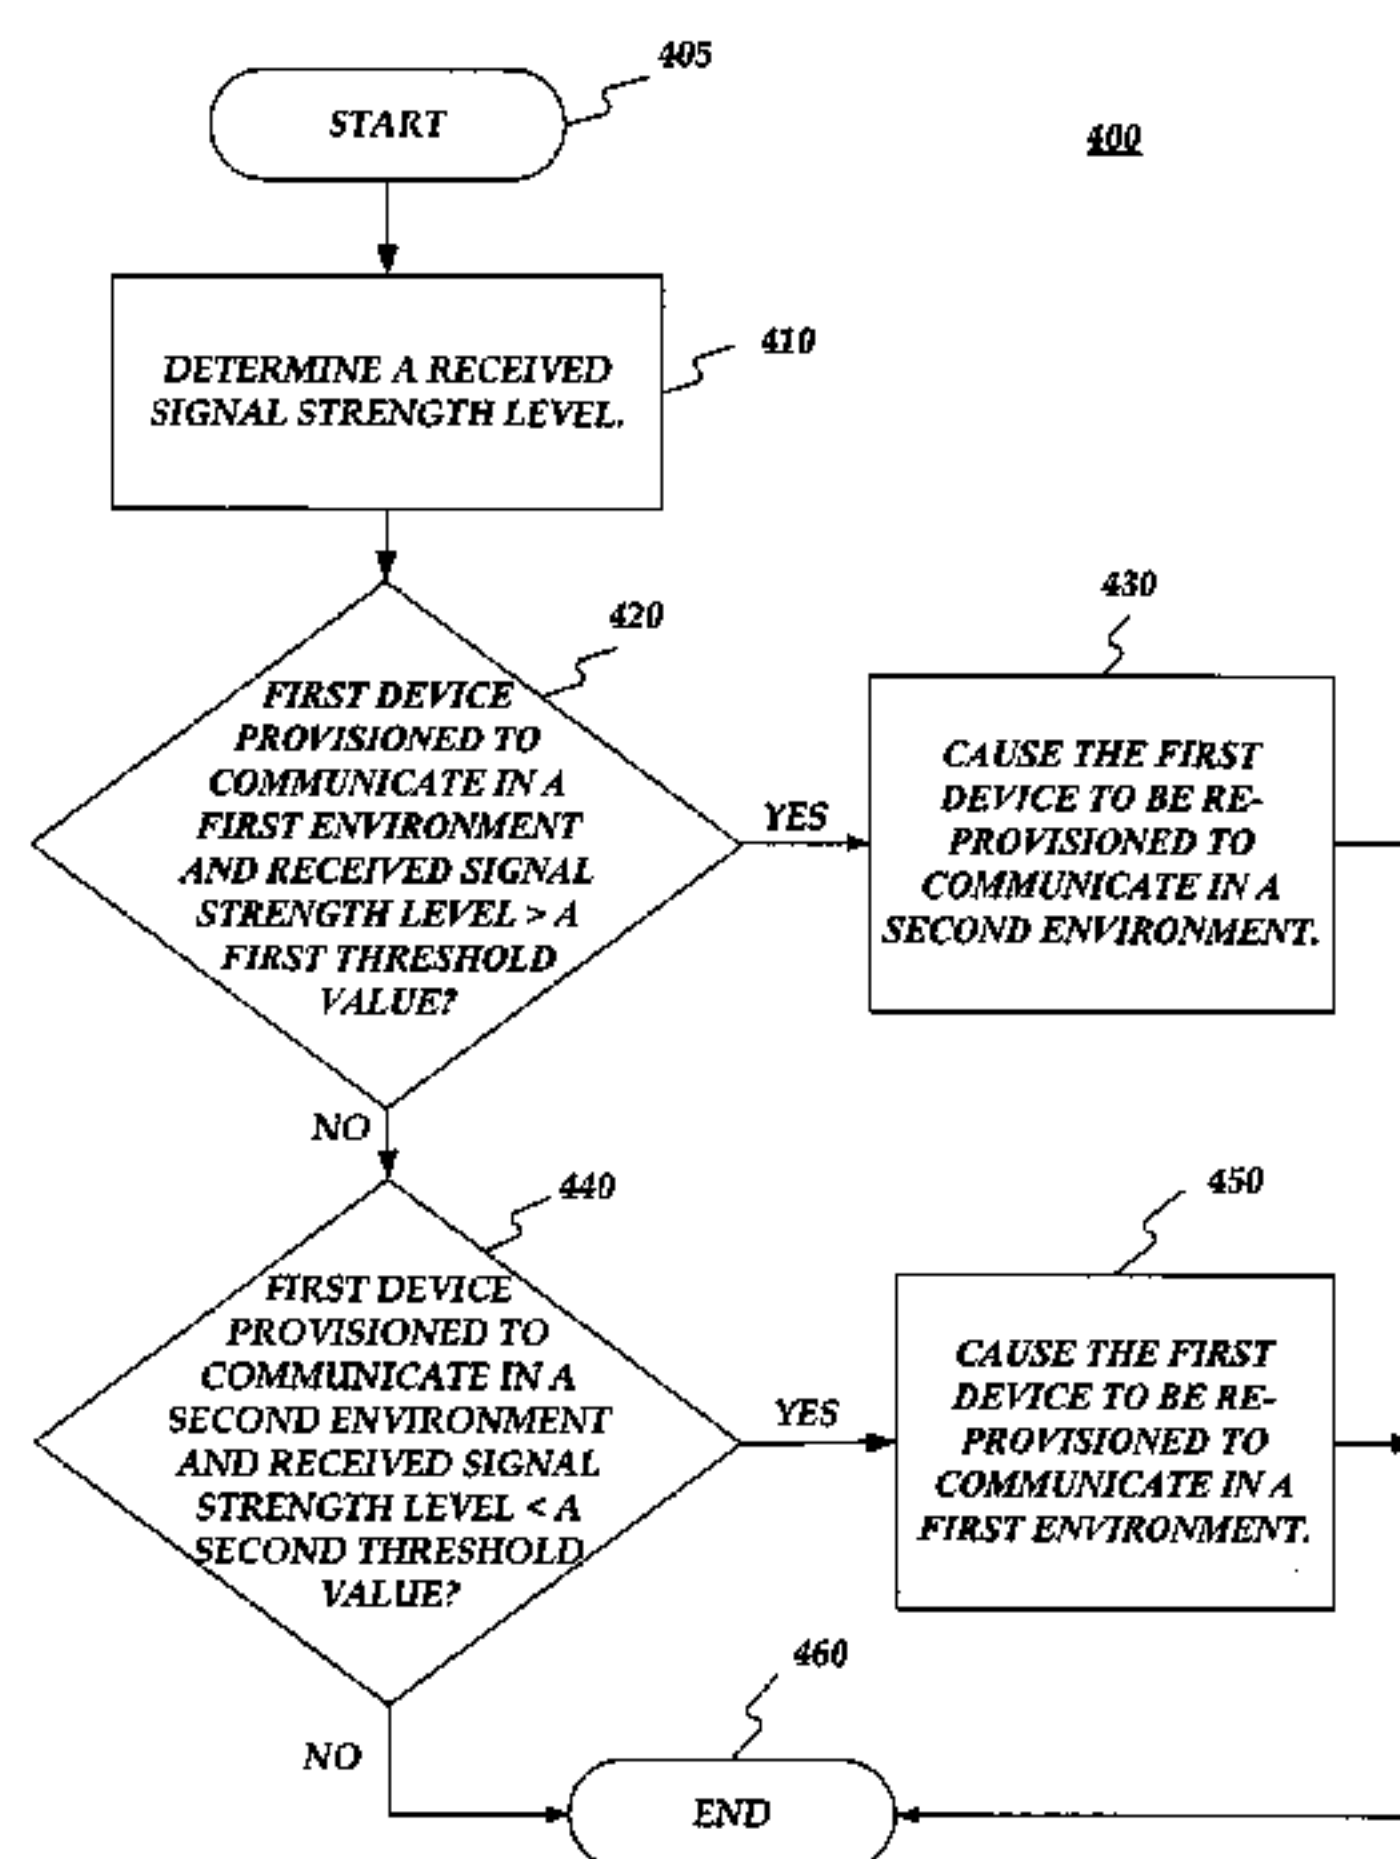 405
START
400
DETERMINE A RECEIVED
SIGNAL STRENGTH LEVEL.
410
420
FIRST DEVICE
PROVISIONED TO
COMMUNICATE IN A
FIRST ENVIRONMENT
AND RECEIVED SIGNAL
STRENGTH LEVEL > A
FIRST THRESHOLD
VALUE?
YES
430
CAUSE THE FIRST
DEVICE TO BE RE-
PROVISIONED TO
COMMUNICATE IN A
SECOND ENVIRONMENT.
NO
440
FIRST DEVICE
PROVISIONED TO
COMMUNICATE IN A
SECOND ENVIRONMENT
AND RECEIVED SIGNAL
STRENGTH LEVEL < A
SECOND THRESHOLD
VALUE?
YES
450
CAUSE THE FIRST
DEVICE TO BE RE-
PROVISIONED TO
COMMUNICATE IN A
FIRST ENVIRONMENT.
NO
460
END